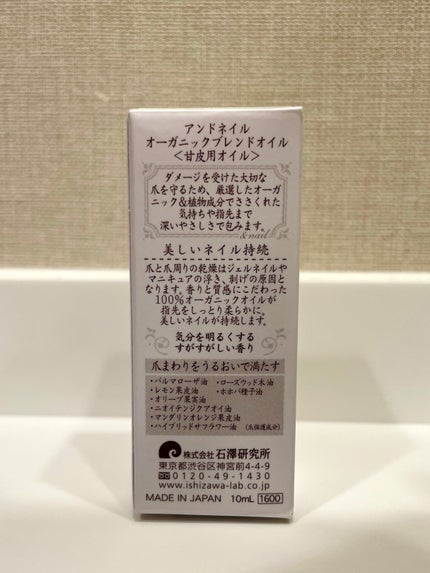 アンドネイル
オーガニックブレンドオイル
＜甘皮用オイル＞
ダメージを受けた大切な
爪を守るため、厳選したオーガ
ニック&植物成分でささくれた
気持ちや指先まで
深いやさしさで包みます。
&nail
美しいネイル持続
爪と爪周りの乾燥はジェルネイルや
マニキュアの浮き、剥げの原因と
なります。香りと質感にこだわった
100%オーガニックオイルが
指先をしっとり柔らかに。
美しいネイルが持続します。
気分を明るくする
すがすがしい香り
爪まわりをうるおいで満たす
・パルマローザ油 ・ローズウッド木油
・レモン果皮油 ・ホホバ種子油
・オリーブ果実油
・ニオイテンジクアオイ油
・マンダリンオレンジ果皮油
・ハイブリッドサフラワー油 （爪保護成分）
株式会社 石澤研究所
東京都渋谷区神宮前4-4-9
0120-49-1430
www.ishizawa-lab.co.jp
MADE IN JAPAN 10mL 1600